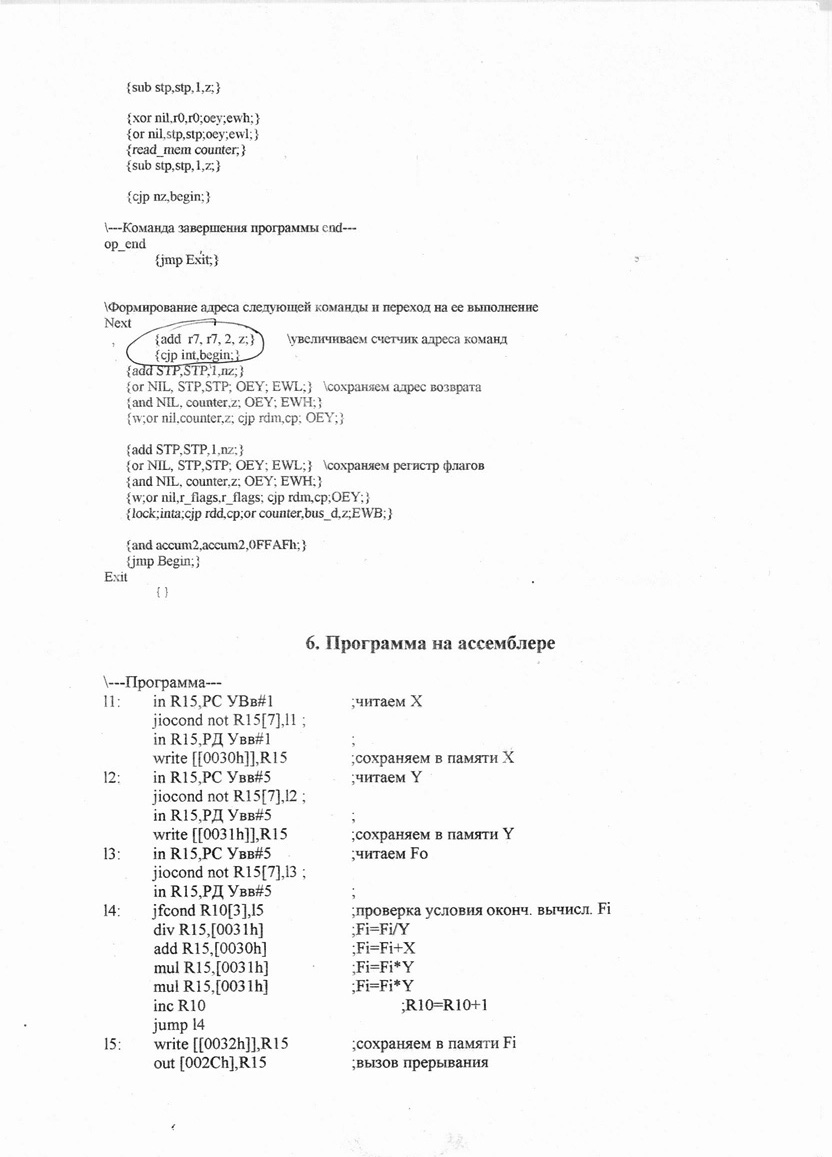 {sub stp,stp,1,z;}
{xor nil,r0,r0;oey;ewh;}
{or nil,stp,stp;oey;ewl;}
{read_mem counter;}
{sub stp,stp,1,z;}
{cjp nz,begin;}
\---Команда завершения программы end---
op_end
{jmp Exit;}
\Формирование адреса следующей команды и переход на ее выполнение
Next
{add r7, r7, 2, z;} \увеличиваем счетчик адреса команд
{cjp int,begin;}
{add STP,STP,1,nz;}
{or NIL, STP,STP; OEY; EWL;} \сохраняем адрес возврата
{and NIL, counter,z; OEY; EWH;}
{w;or nil,counter,z; cjp rdm,cp; OEY;}
{add STP,STP,1,nz;}
{or NIL, STP,STP; OEY; EWL;} \сохраняем регистр флагов
{and NIL, counter,z; OEY; EWH;}
{w;or nil,r_flags,r_flags; cjp rdm,cp;OEY;}
{lock;inta;cjp rdd,cp;or counter,bus_d,z;EWB;}
{and accum2,accum2,0FFAFh;}
{jmp Begin;}
Exit
{ }
6. Программа на ассемблере
\---Программа---
l1: in R15,РС УВв#1 ;читаем X
jiocond not R15[7],l1 ;
in R15,РД Увв#1 ;
write [[0030h]],R15 ;сохраняем в памяти X
l2: in R15,РС Увв#5 ;читаем Y
jiocond not R15[7],l2 ;
in R15,РД Увв#5 ;
write [[0031h]],R15 ;сохраняем в памяти Y
l3: in R15,РС Увв#5 ;читаем Fo
jiocond not R15[7],l3 ;
in R15,РД Увв#5 ;
l4: jfcond R10[3],l5 ;проверка условия оконч. вычисл. Fi
div R15,[0031h] ;Fi=Fi/Y
add R15,[0030h] ;Fi=Fi+X
mul R15,[0031h] ;Fi=Fi*Y
mul R15,[0031h] ;Fi=Fi*Y
inc R10 ;R10=R10+1
jump l4
l5: write [[0032h]],R15 ;сохраняем в памяти Fi
out [002Ch],R15 ;вызов прерывания